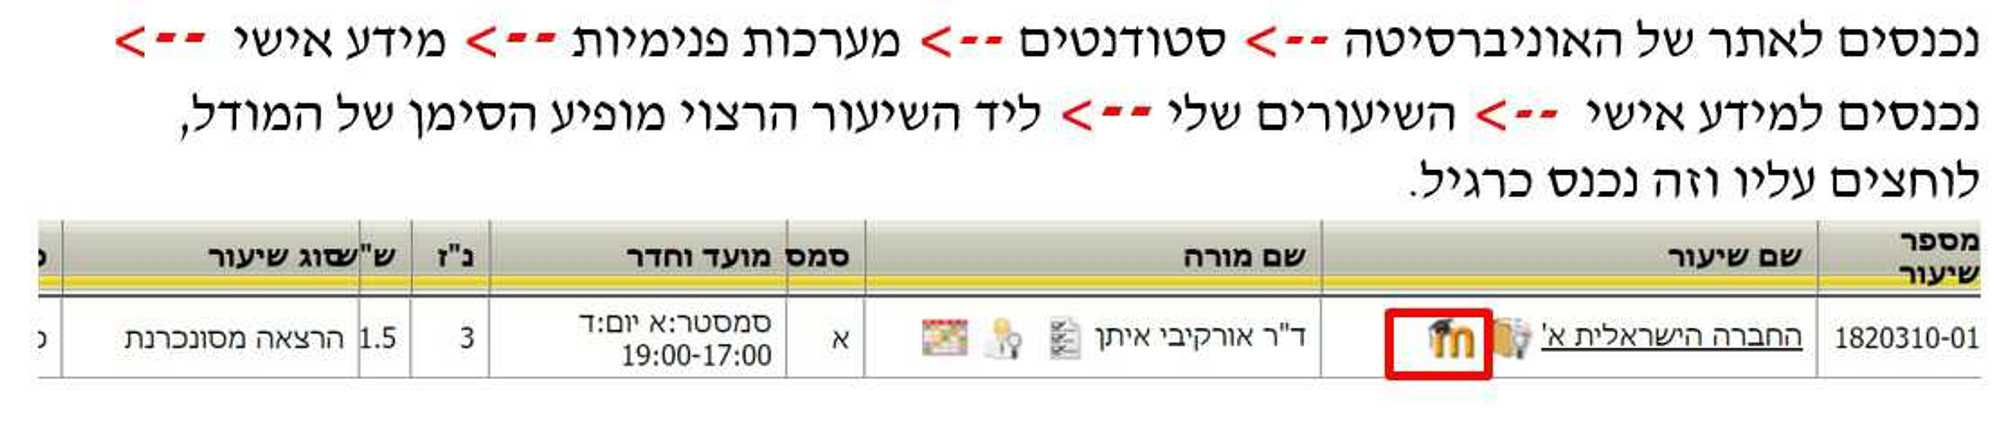 נכנסים לאתר של האוניברסיטה --> סטודנטים --> מערכות פנימיות --> מידע אישי -->
נכנסים למידע אישי --> השיעורים שלי --> ליד השיעור הרצוי מופיע הסימן של המודל,
לוחצים עליו וזה נכנס כרגיל.
מספר שיעור שם שיעור שם מורה סמס מועד וחדר נ"ז ש"ש סוג שיעור
1820310-01 החברה הישראלית א' ד"ר אורקיבי איתן א סמסטר:א יום:ד 3 1.5 הרצאה מסונכרנת
19:00-17:00